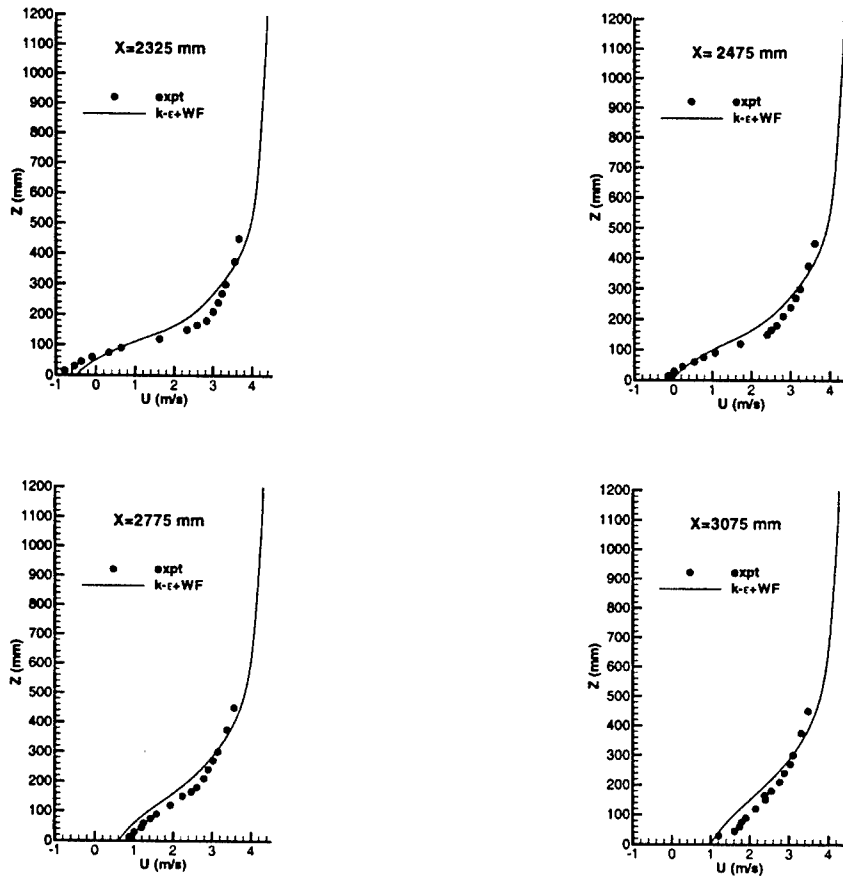 X=2325 mm
expt
k-ε+WF
Z (mm)
1200
1100
1000
900
800
700
600
500
400
300
200
100
0
-1 0 1 2 3 4
U (m/s)
X= 2475 mm
expt
k-ε+WF
Z (mm)
1200
1100
1000
900
800
700
600
500
400
300
200
100
0
-1 0 1 2 3 4
U (m/s)
X=2775 mm
expt
k-ε+WF
Z (mm)
1200
1100
1000
900
800
700
600
500
400
300
200
100
0
-1 0 1 2 3 4
U (m/s)
X=3075 mm
expt
k-ε+WF
Z (mm)
1200
1100
1000
900
800
700
600
500
400
300
200
100
0
-1 0 1 2 3 4
U (m/s)